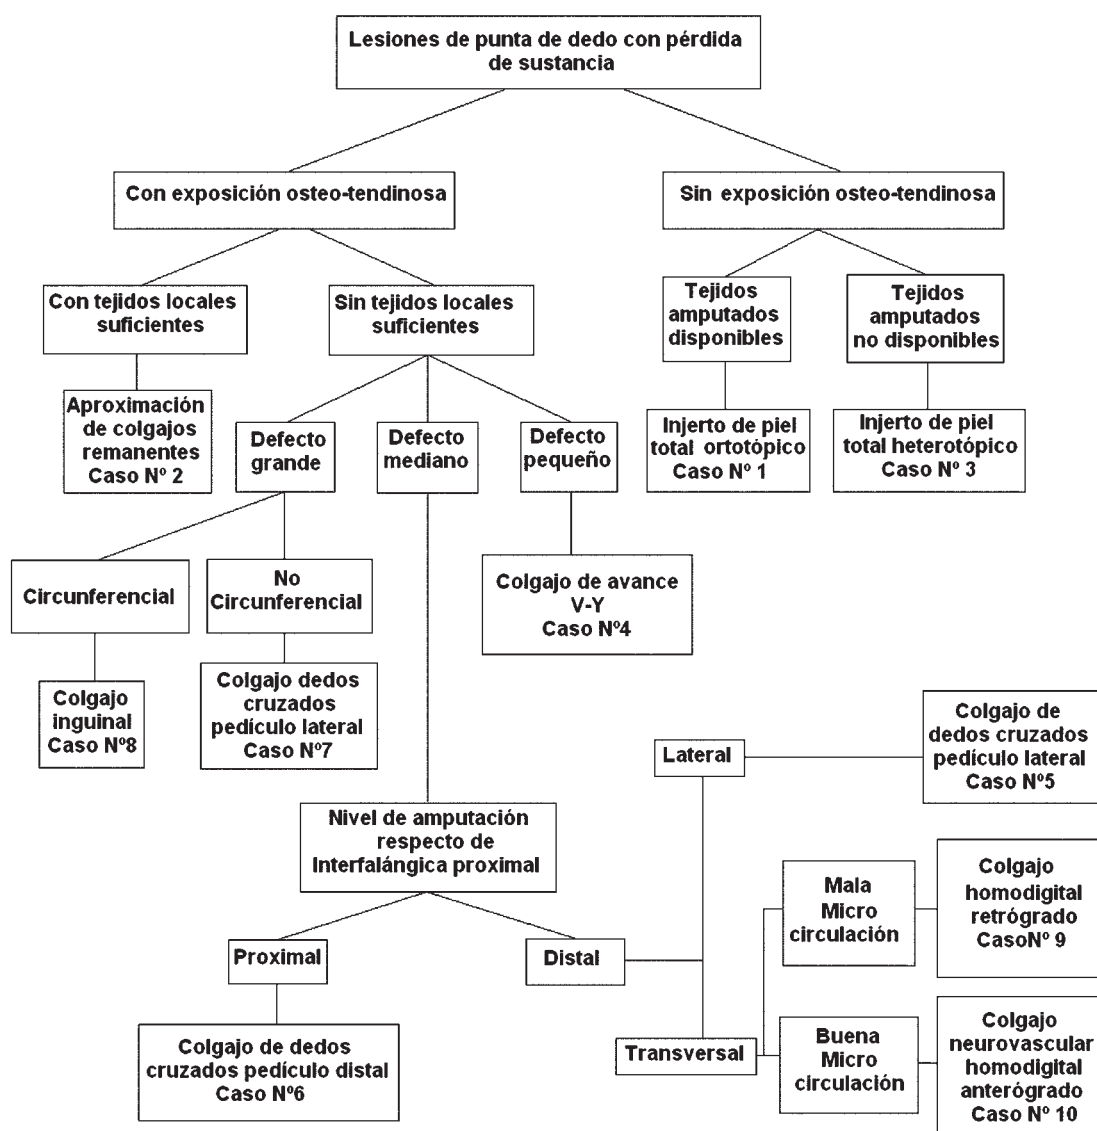 Lesiones de punta de dedo con pérdida
de sustancia
Con exposición osteo-tendinosa
Sin exposición osteo-tendinosa
Con tejidos locales
suficientes
Sin tejidos locales
suficientes
Tejidos
amputados
disponibles
Tejidos
amputados
no disponibles
Aproximación
de colgajos
remanentes
Caso Nº 2
Defecto
grande
Defecto
mediano
Defecto
pequeño
Injerto de piel
total ortotópico
Caso Nº 1
Injerto de piel
total heterotópico
Caso Nº 3
Circunferencial
No
Circunferencial
Colgajo de avance
V-Y
Caso Nº4
Colgajo
inguinal
Caso Nº8
Colgajo dedos
cruzados
pedículo lateral
Caso Nº7
Lateral
Colgajo de
dedos cruzados
pedículo lateral
Caso Nº5
Nivel de amputación
respecto de
Interfalángica proximal
Mala
Micro
circulación
Colgajo
homodigital
retrógrado
CasoNº 9
Proximal
Distal
Colgajo de dedos
cruzados pedículo distal
Caso Nº6
Transversal
Buena
Micro
circulación
Colgajo
neurovascular
homodigital
anterógrado
Caso Nº 10